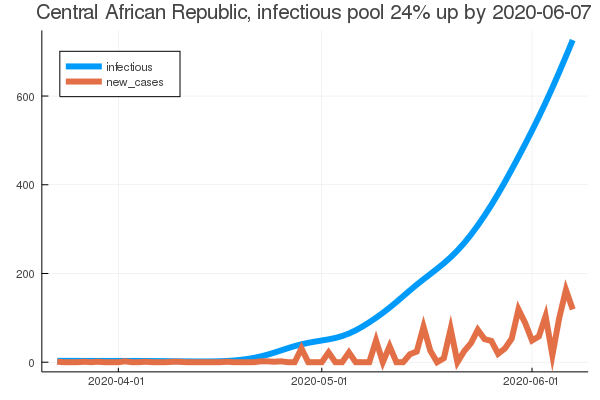 Central African Republic, infectious pool 24% up by 2020-06-07
infectious
new_cases
600
400
200
0
2020-04-01
2020-05-01
2020-06-01